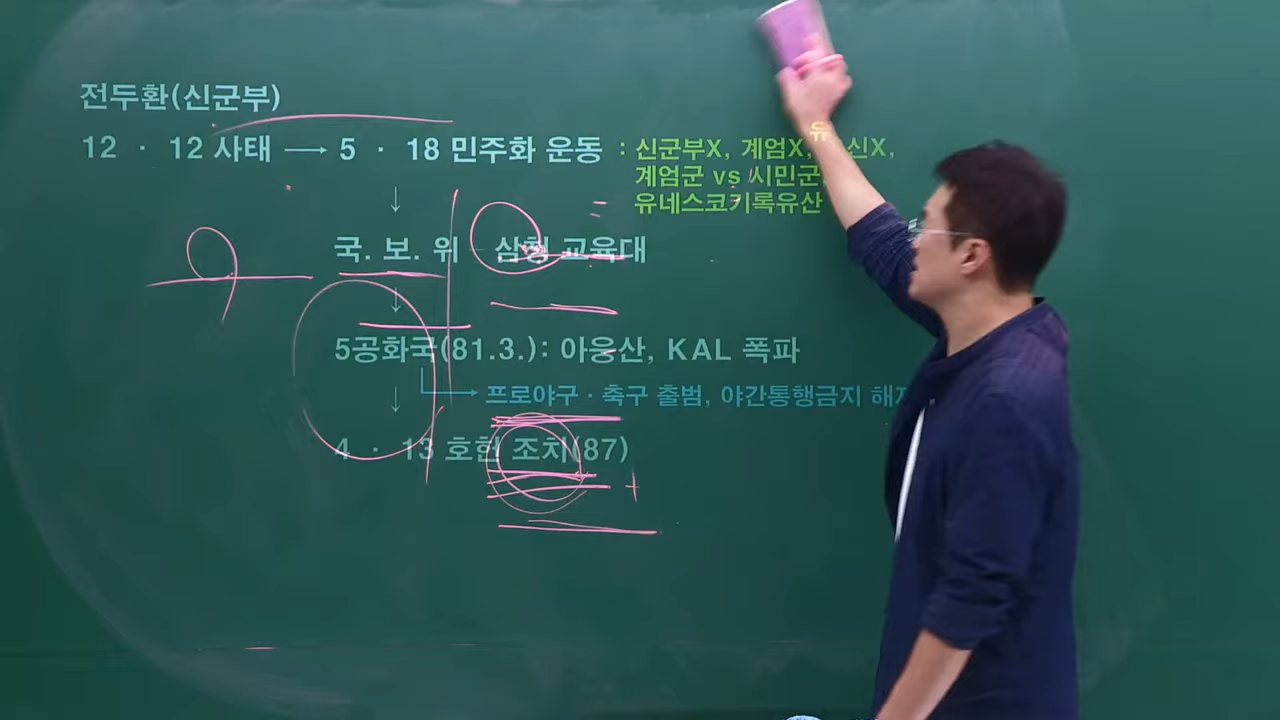 전두환(신군부)
12 · 12 사태 → 5 · 18 민주화 운동 : 신군부X, 계엄X, 유신X,
계엄군 vs 시민군
유네스코기록유산
↓
국. 보. 위 삼청 교육대
↓
5공화국(81.3.): 아웅산, KAL 폭파
↓ 프로야구 · 축구 출범, 야간통행금지
4 · 13 호헌 조치(87)